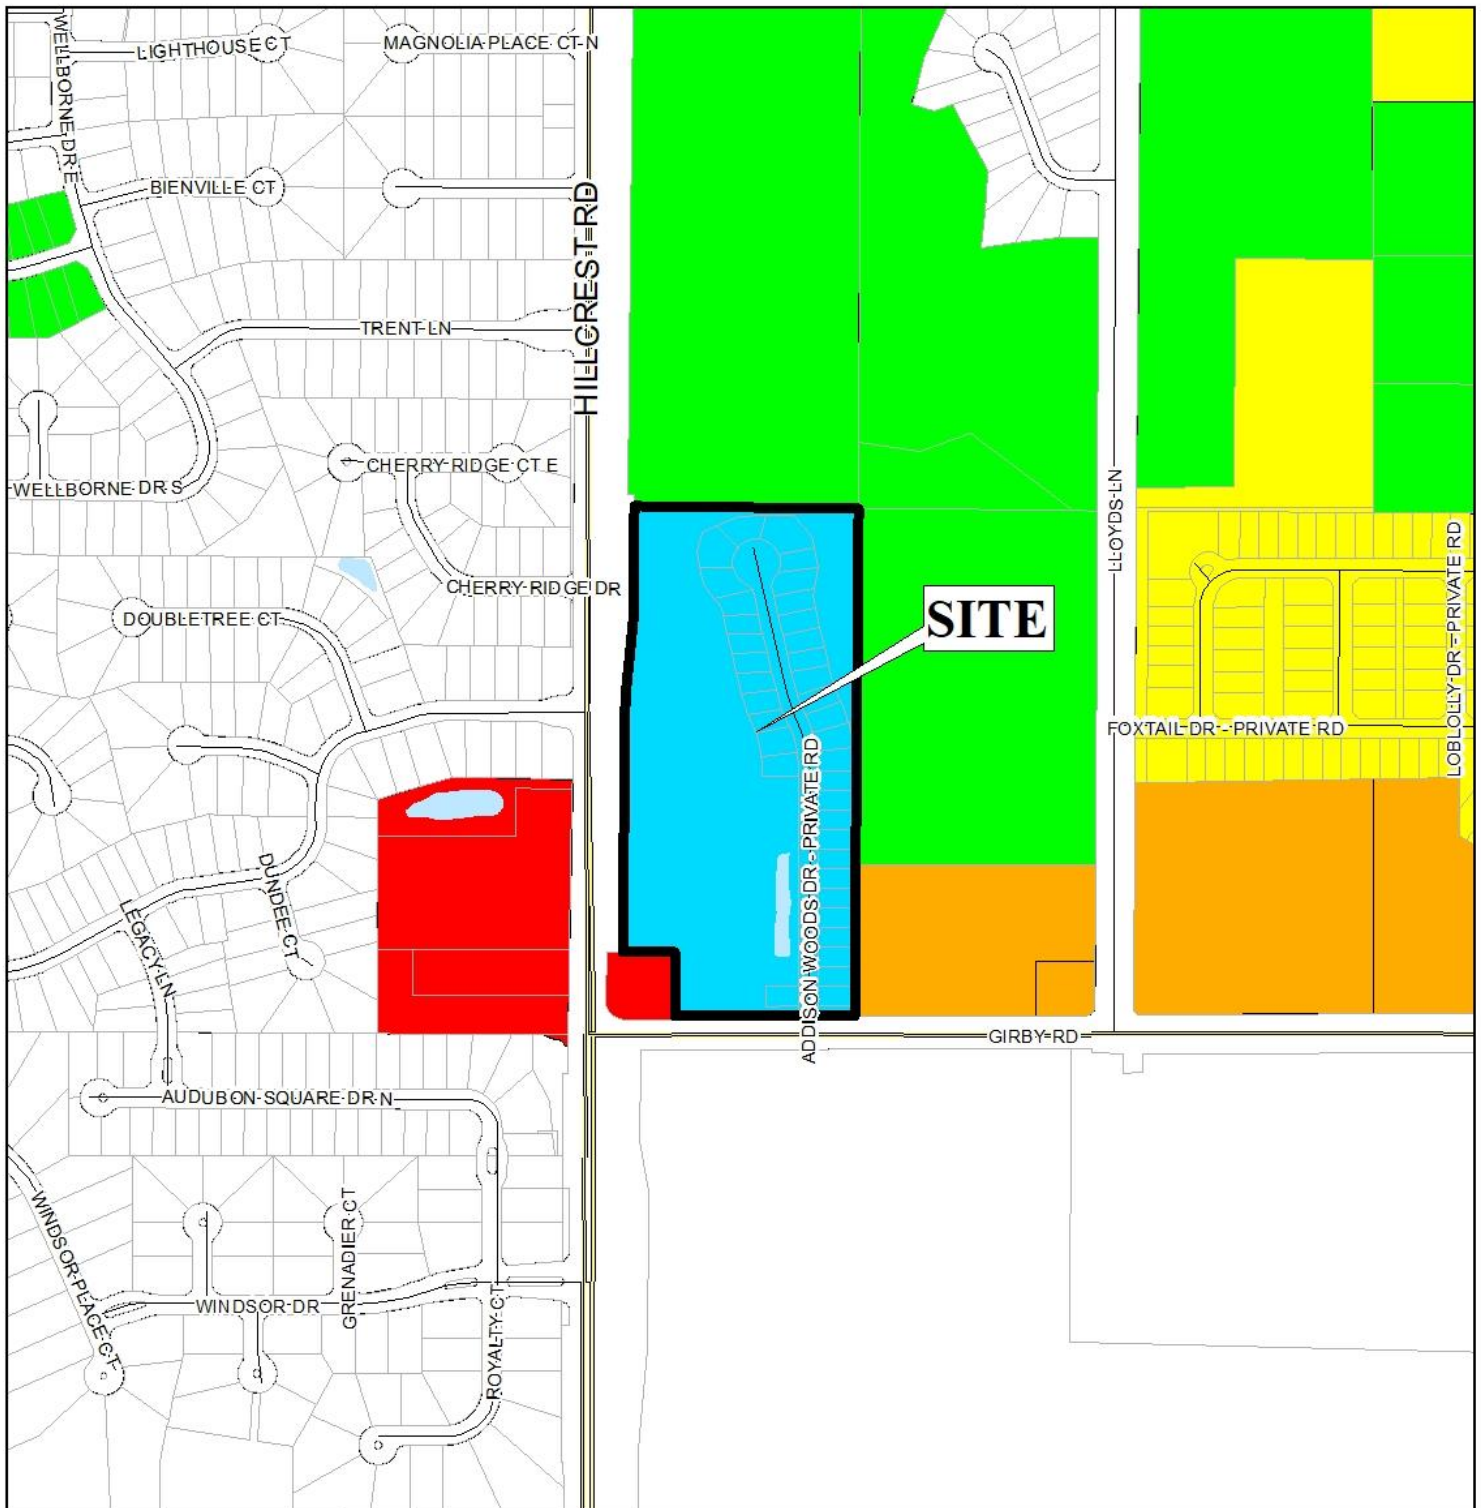 WELLBORNE DR E
LIGHTHOUSE CT
MAGNOLIA PLACE CT N
BIENVILLE CT
HILLCREST RD
TRENT LN
CHERRY RIDGE CT E
WELLBORNE DR S
LLOYDS LN
CHERRY RIDGE DR
SITE
DOUBLETREE CT
LOBLOLLY DR - PRIVATE RD
FOXTAIL DR - PRIVATE RD
ADDISON WOODS DR - PRIVATE RD
DUNDEE CT
LEGACY LN
GIRBY RD
AUDUBON SQUARE DR N
WINDSOR PLACE CT
GRENADIER CT
WINDSOR DR
ROYALTY CT